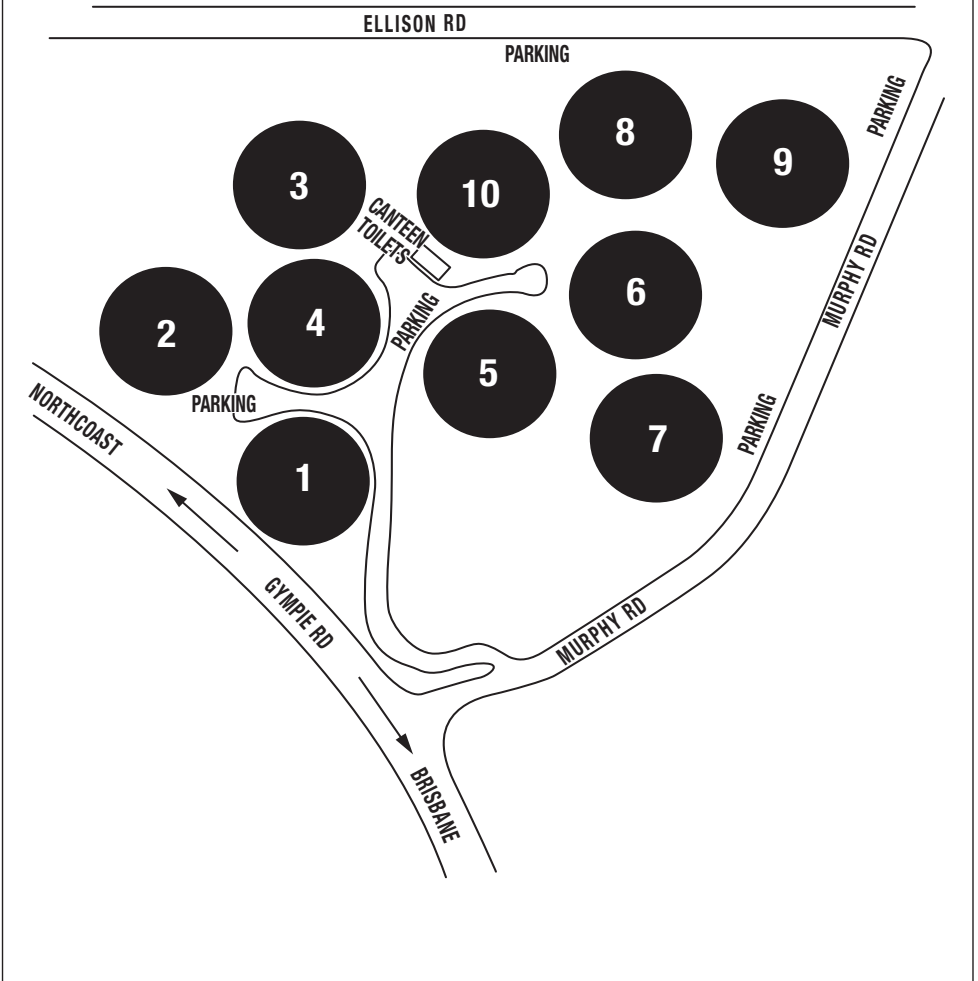 ELLISON RD
PARKING
PARKING
8
9
3
10
CANTEEN
TOILETS
MURPHY RD
6
PARKING
4
2
5
PARKING
NORTHCOAST
PARKING
7
1
GYMPIE RD
MURPHY RD
BRISBANE